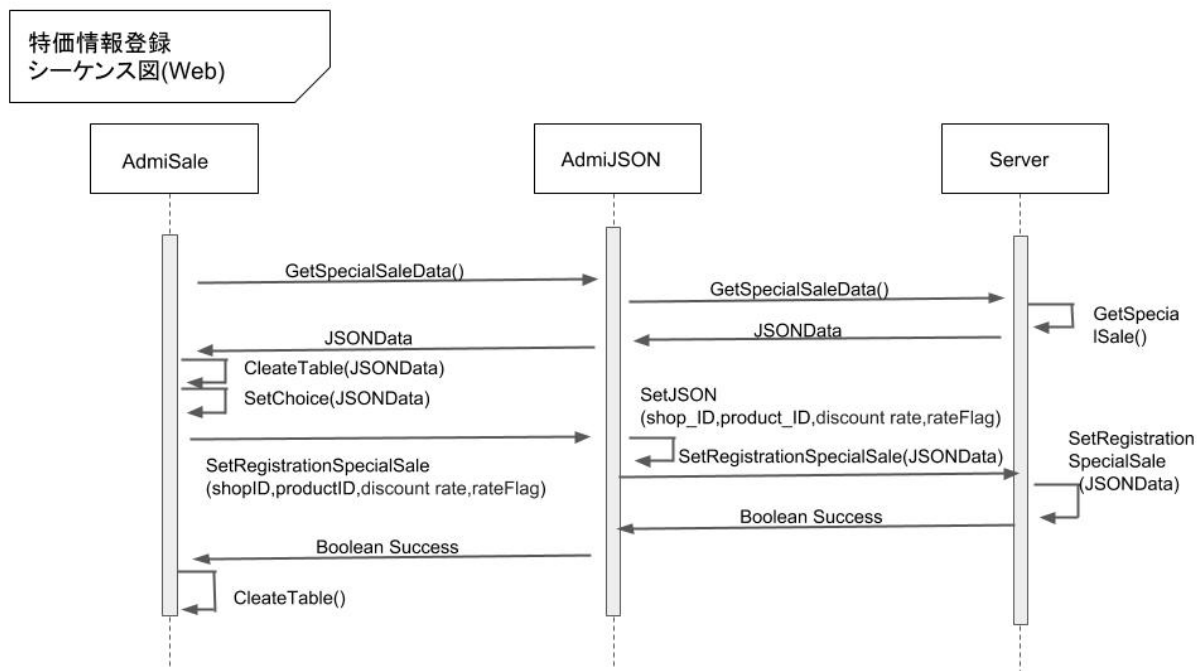 特価情報登録
シーケンス図(Web)
AdmiSale
AdmiJSON
Server
GetSpecialSaleData()
GetSpecialSaleData()
GetSpecia
lSale()
JSONData
JSONData
CleateTable(JSONData)
SetChoice(JSONData)
SetJSON
(shop_ID,product_ID,discount rate,rateFlag)
SetRegistrationSpecialSale
(shopID,productID,discount rate,rateFlag)
SetRegistrationSpecialSale(JSONData)
SetRegistration
SpecialSale
(JSONData)
Boolean Success
Boolean Success
CleateTable()